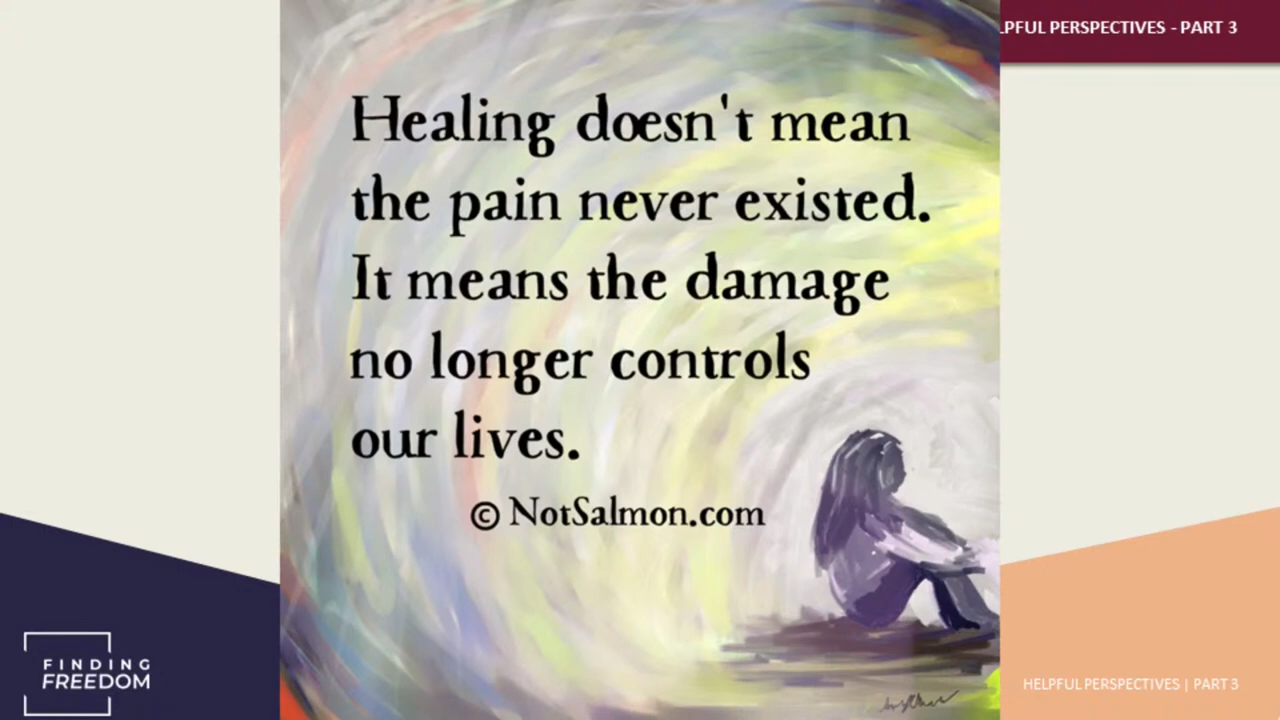 LPFUL PERSPECTIVES - PART 3
Healing doesn't mean
the pain never existed.
It means the damage
no longer controls
our lives.
© NotSalmon.com
FINDING
FREEDOM
HELPFUL PERSPECTIVES | PART 3